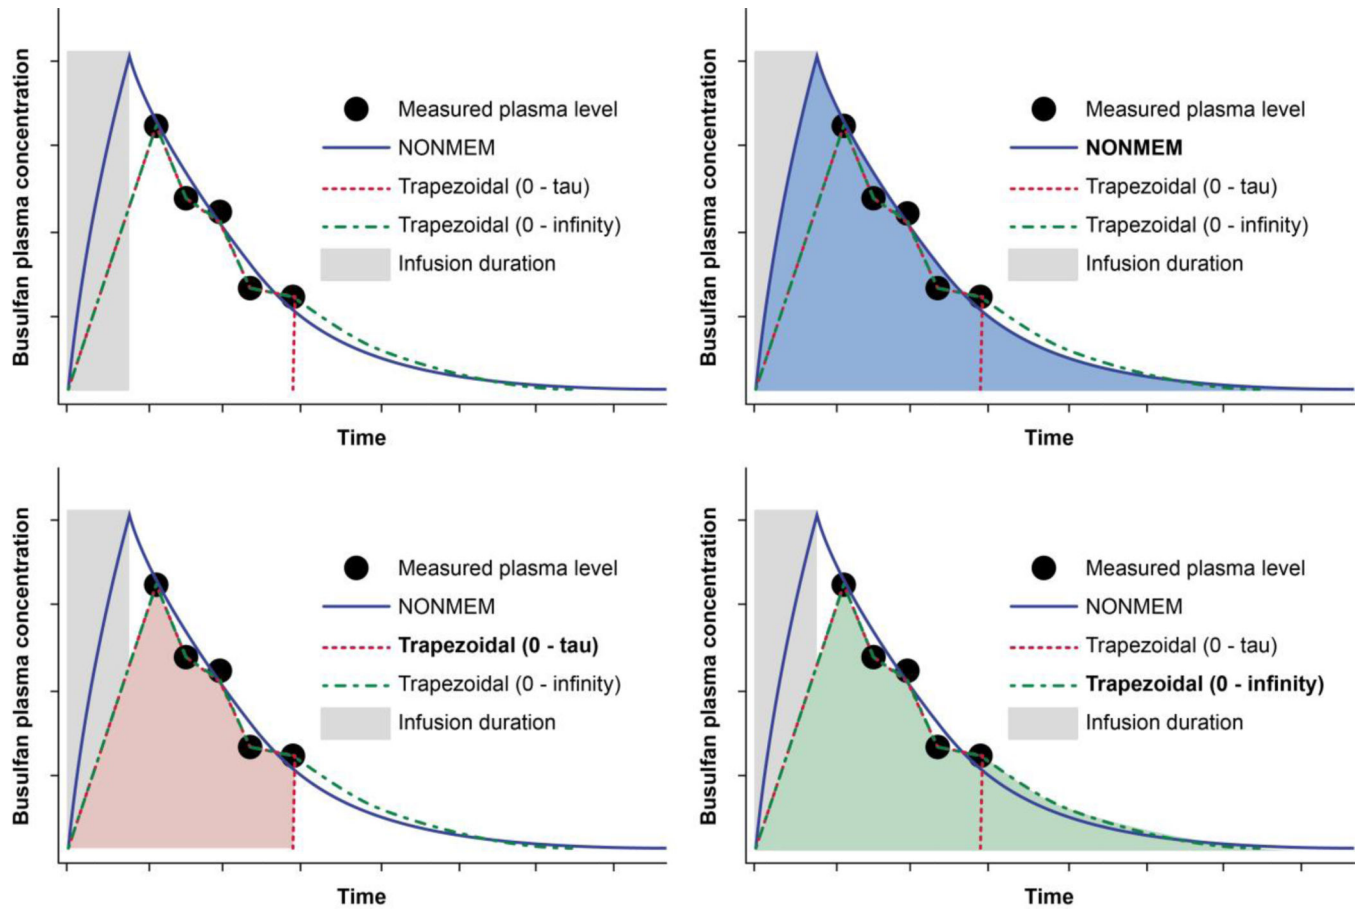 Busulfan plasma concentration
Measured plasma level
NONMEM
Trapezoidal (0 - tau)
Trapezoidal (0 - infinity)
Infusion duration
Time
Busulfan plasma concentration
Measured plasma level
NONMEM
Trapezoidal (0 - tau)
Trapezoidal (0 - infinity)
Infusion duration
Time
Busulfan plasma concentration
Measured plasma level
NONMEM
Trapezoidal (0 - tau)
Trapezoidal (0 - infinity)
Infusion duration
Time
Busulfan plasma concentration
Measured plasma level
NONMEM
Trapezoidal (0 - tau)
Trapezoidal (0 - infinity)
Infusion duration
Time